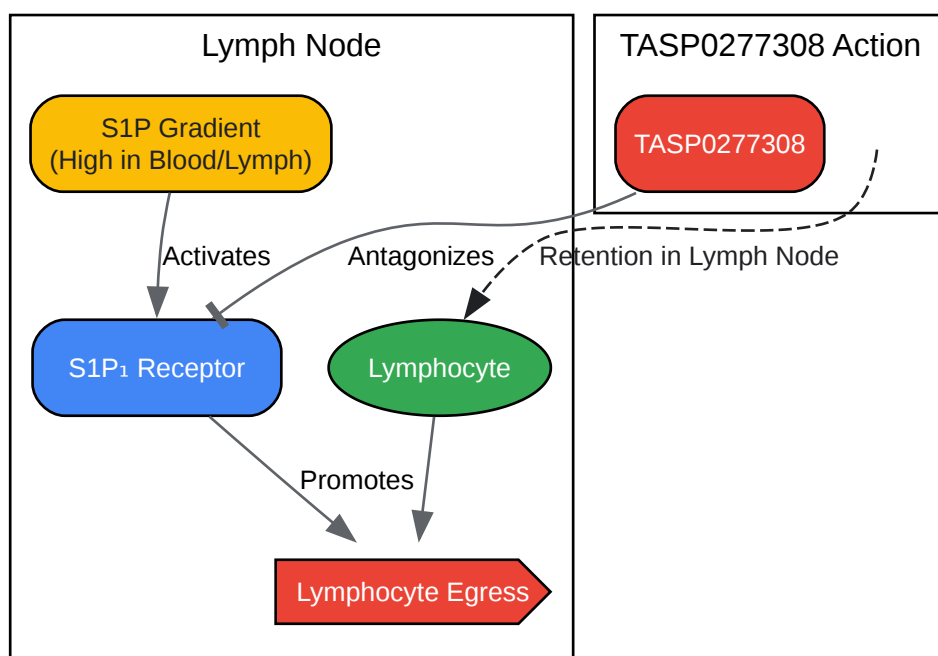 Lymph Node
TASP0277308 Action
S1P Gradient
(High in Blood/Lymph)
TASP0277308
Activates
Antagonizes
Retention in Lymph Node
S1P₁ Receptor
Lymphocyte
Promotes
Lymphocyte Egress